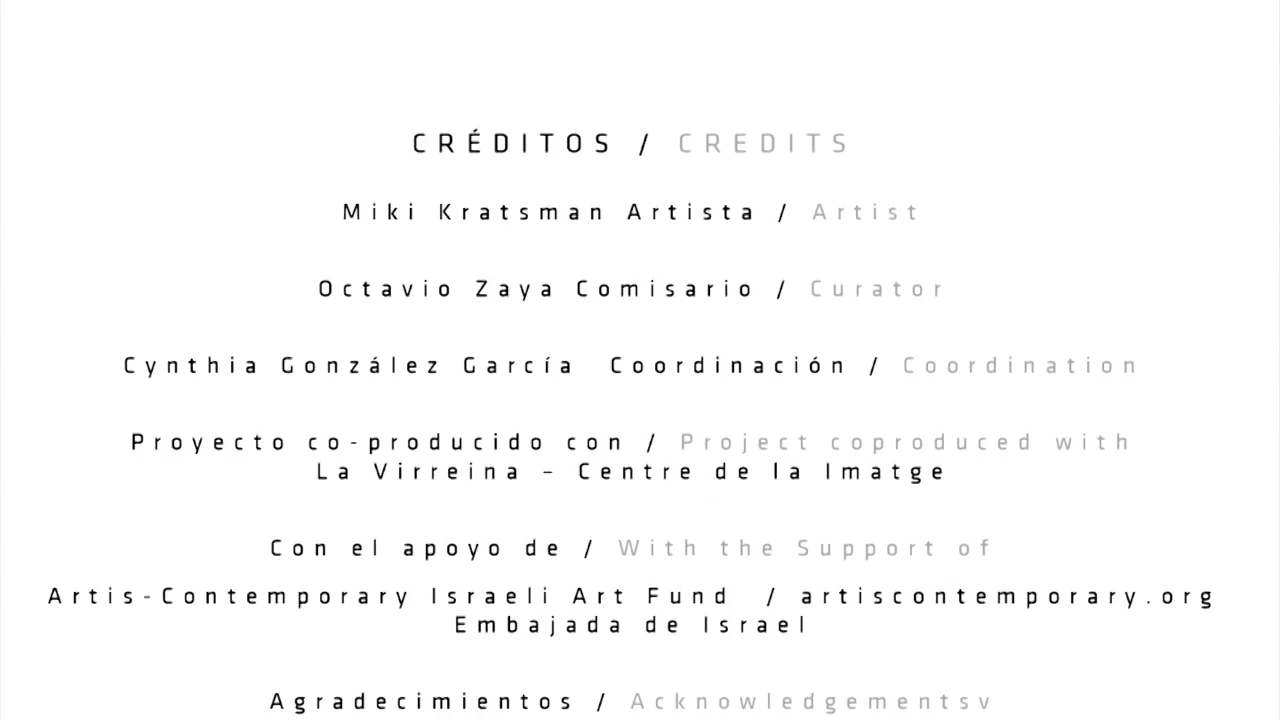 CRÉDITOS / CREDITS
Miki Kratsman Artista / Artist
Octavio Zaya Comisario / Curator
Cynthia González García Coordinación / Coordination
Proyecto co-producido con / Project coproduced with
La Virreina – Centre de la Imatge
Con el apoyo de / With the Support of
Artis-Contemporary Israeli Art Fund / artiscontemporary.org
Embajada de Israel
Agradecimientos / Acknowledgementsv